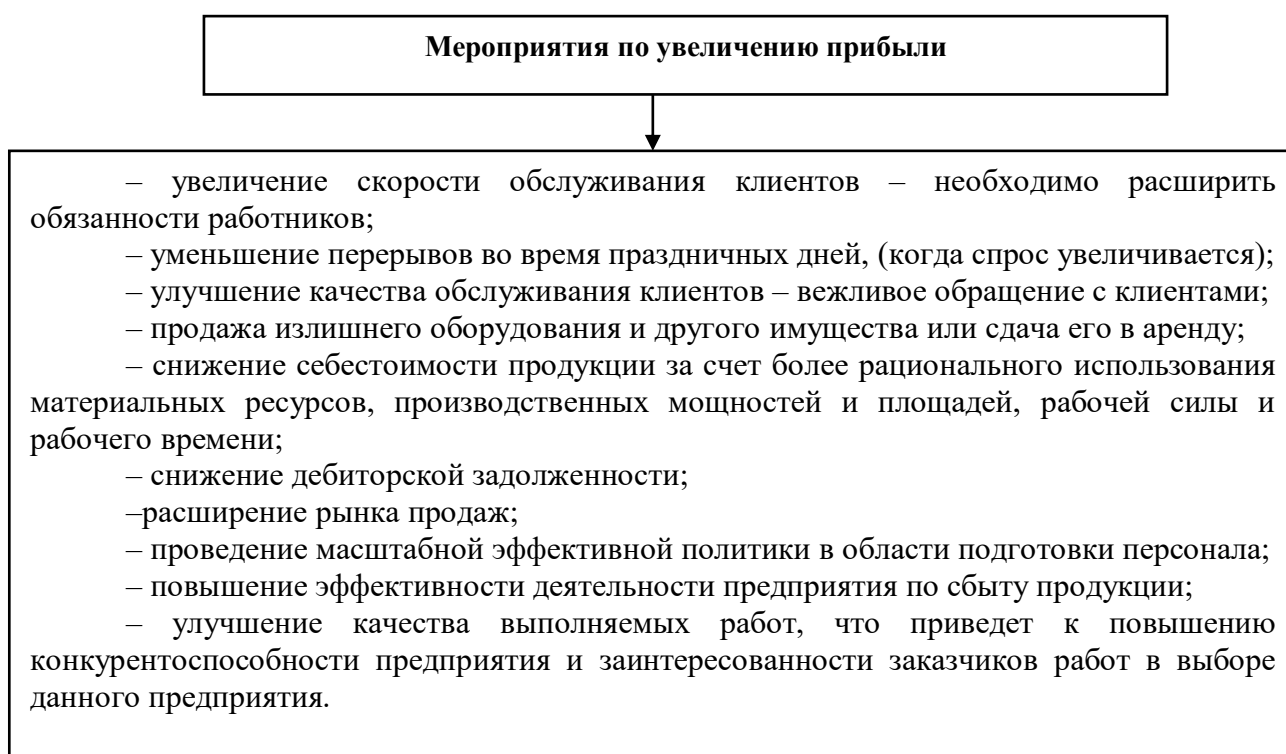 Мероприятия по увеличению прибыли
– увеличение скорости обслуживания клиентов – необходимо расширить
обязанности работников;
– уменьшение перерывов во время праздничных дней, (когда спрос увеличивается);
– улучшение качества обслуживания клиентов – вежливое обращение с клиентами;
– продажа излишнего оборудования и другого имущества или сдача его в аренду;
– снижение себестоимости продукции за счет более рационального использования
материальных ресурсов, производственных мощностей и площадей, рабочей силы и
рабочего времени;
– снижение дебиторской задолженности;
–расширение рынка продаж;
– проведение масштабной эффективной политики в области подготовки персонала;
– повышение эффективности деятельности предприятия по сбыту продукции;
– улучшение качества выполняемых работ, что приведет к повышению
конкурентоспособности предприятия и заинтересованности заказчиков работ в выборе
данного предприятия.